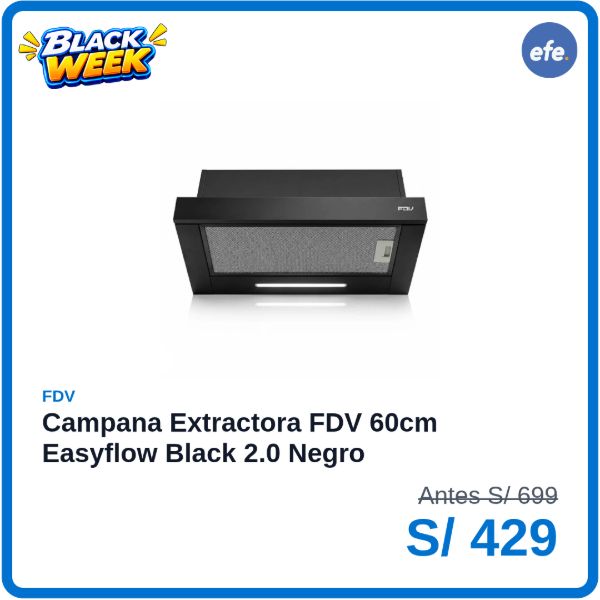 BLACK
WEEK
efe.
FDV
FDV
Campana Extractora FDV 60cm
Easyflow Black 2.0 Negro
Antes S/ 699
S/ 429